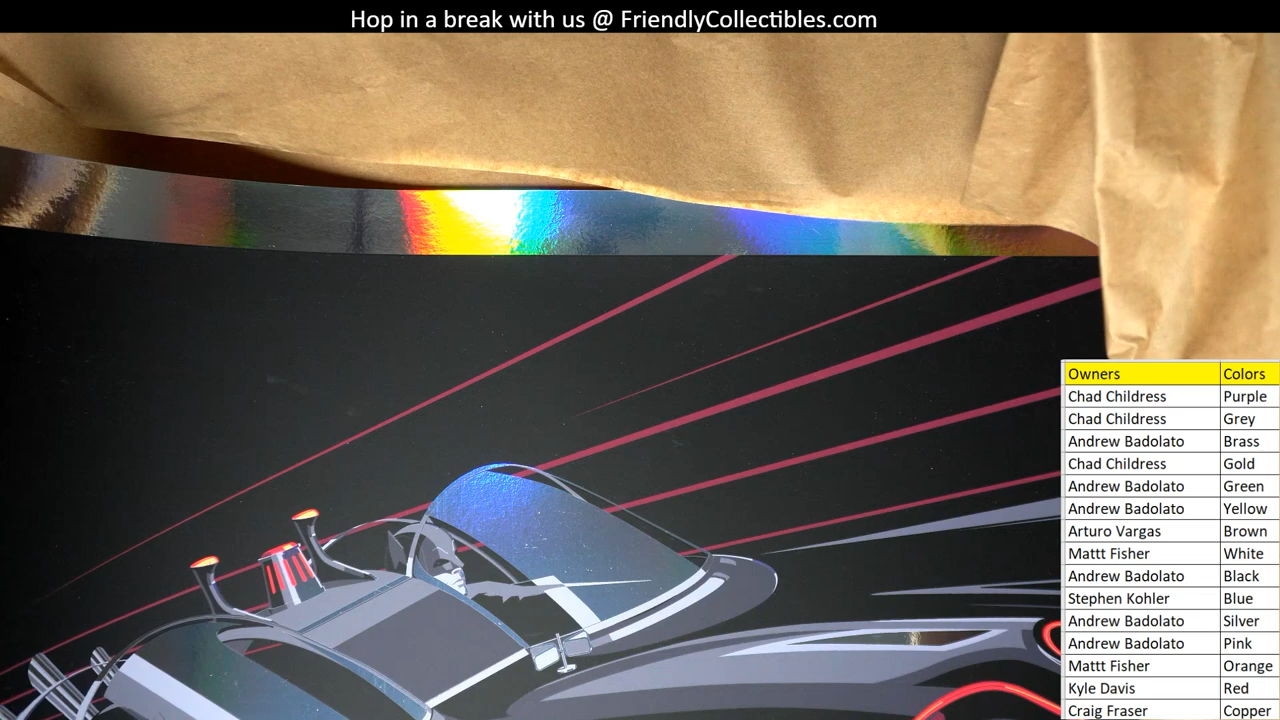 Hop in a break with us @ FriendlyCollectibles.com
Owners Colors
Chad Childress Purple
Chad Childress Grey
Andrew Badolato Brass
Chad Childress Gold
Andrew Badolato Green
Andrew Badolato Yellow
Arturo Vargas Brown
Mattt Fisher White
Andrew Badolato Black
Stephen Kohler Blue
Andrew Badolato Silver
Andrew Badolato Pink
Mattt Fisher Orange
Kyle Davis Red
Craig Fraser Copper